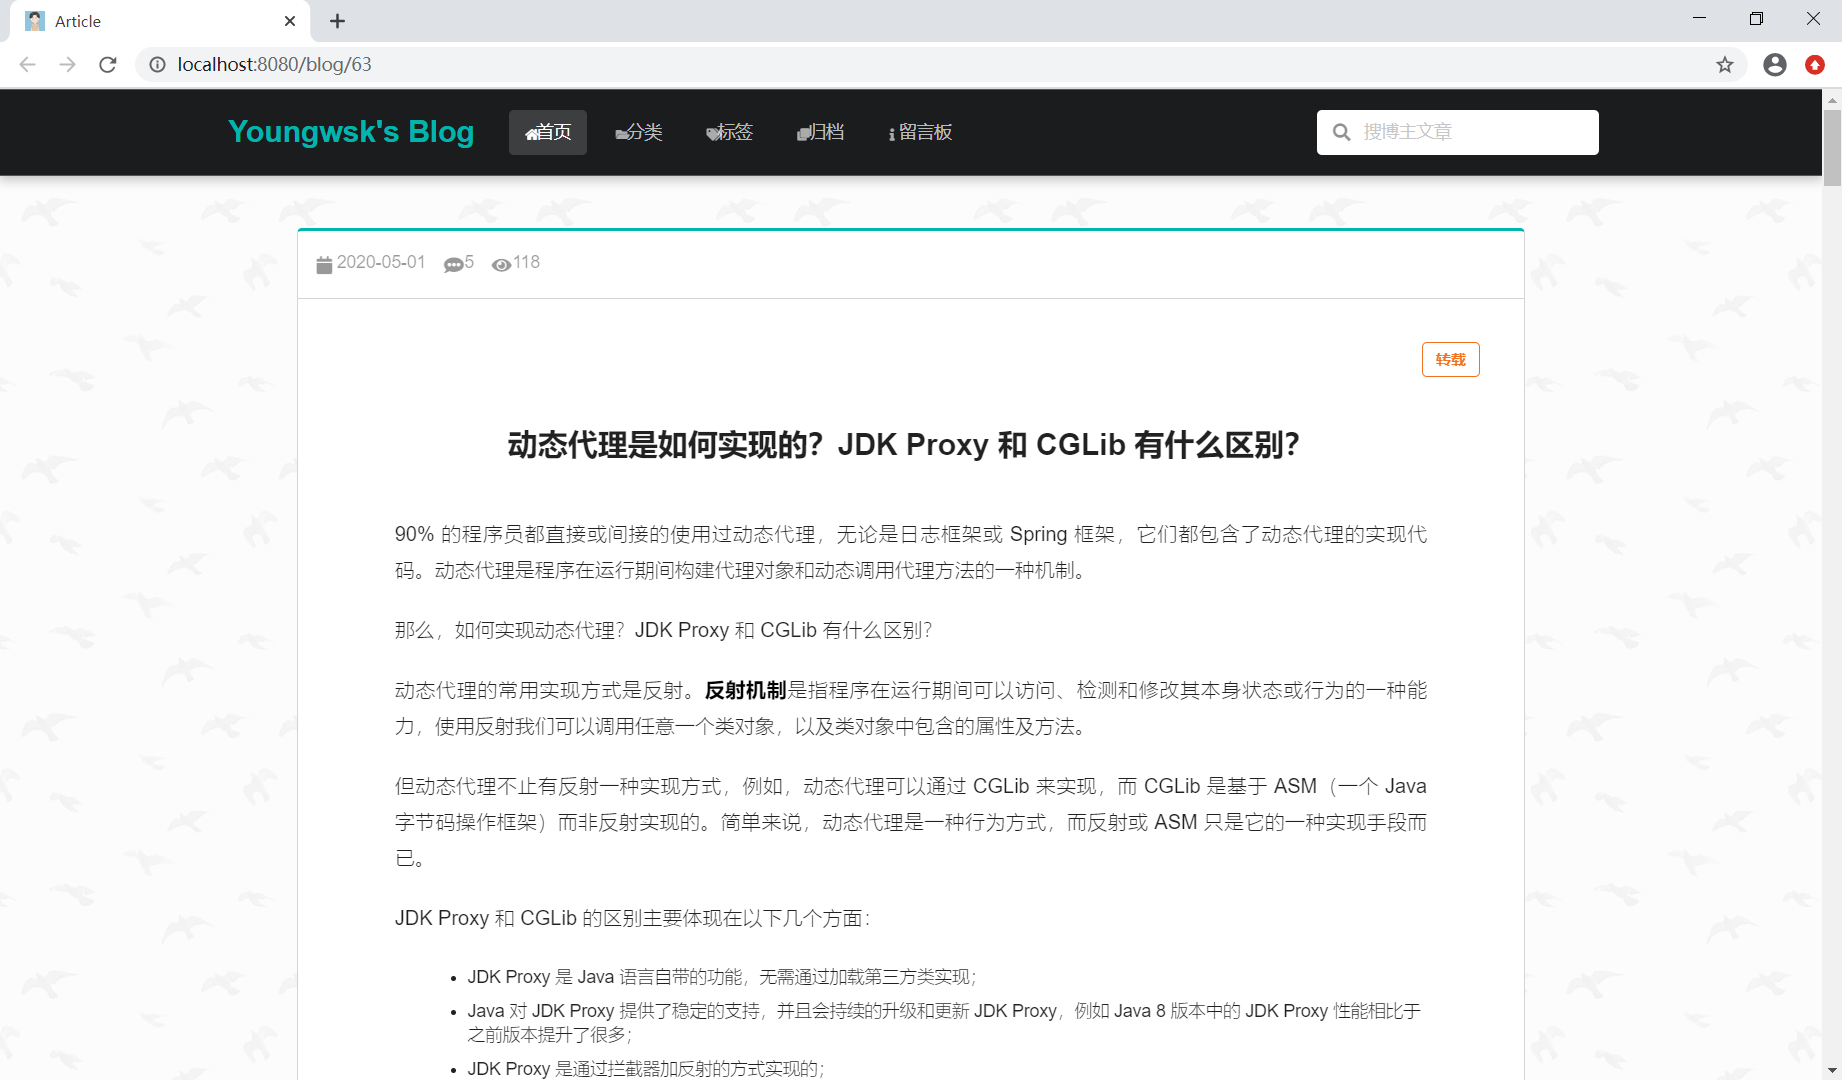 Article
localhost:8080/blog/63
Youngwsk's Blog 首页 分类 标签 归档 留言板 搜博主文章
2020-05-01 5 118
转载
动态代理是如何实现的？JDK Proxy 和 CGLib 有什么区别？
90% 的程序员都直接或间接的使用过动态代理，无论是日志框架或 Spring 框架，它们都包含了动态代理的实现代
码。动态代理是程序在运行期间构建代理对象和动态调用代理方法的一种机制。
那么，如何实现动态代理？JDK Proxy 和 CGLib 有什么区别？
动态代理的常用实现方式是反射。反射机制是指程序在运行期间可以访问、检测和修改其本身状态或行为的一种能
力，使用反射我们可以调用任意一个类对象，以及类对象中包含的属性及方法。
但动态代理不止有反射一种实现方式，例如，动态代理可以通过 CGLib 来实现，而 CGLib 是基于 ASM（一个 Java
字节码操作框架）而非反射实现的。简单来说，动态代理是一种行为方式，而反射或 ASM 只是它的一种实现手段而
已。
JDK Proxy 和 CGLib 的区别主要体现在以下几个方面：
• JDK Proxy 是 Java 语言自带的功能，无需通过加载第三方类实现；
• Java 对 JDK Proxy 提供了稳定的支持，并且会持续的升级和更新 JDK Proxy，例如 Java 8 版本中的 JDK Proxy 性能相比于
之前版本提升了很多；
• JDK Proxy 是通过拦截器加反射的方式实现的；